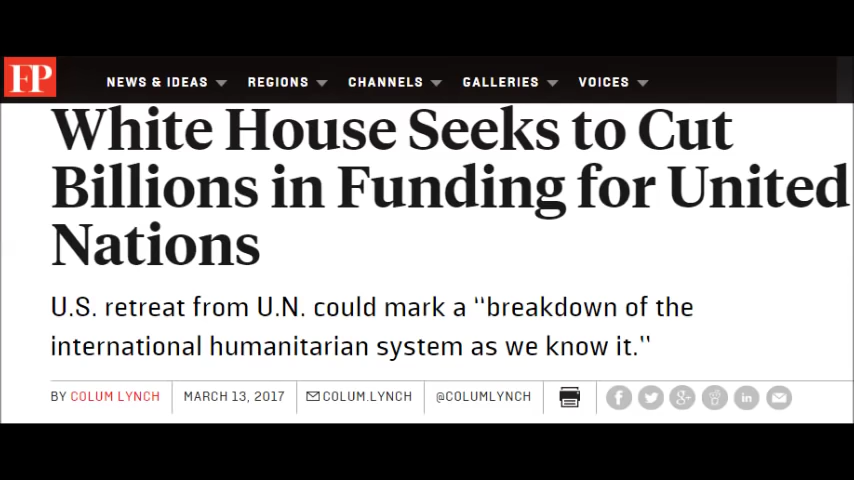 FP
NEWS & IDEAS REGIONS CHANNELS GALLERIES VOICES
White House Seeks to Cut
Billions in Funding for United
Nations
U.S. retreat from U.N. could mark a "breakdown of the
international humanitarian system as we know it."
BY COLUM LYNCH MARCH 13, 2017 COLUM.LYNCH @COLUMLYNCH f g+ in